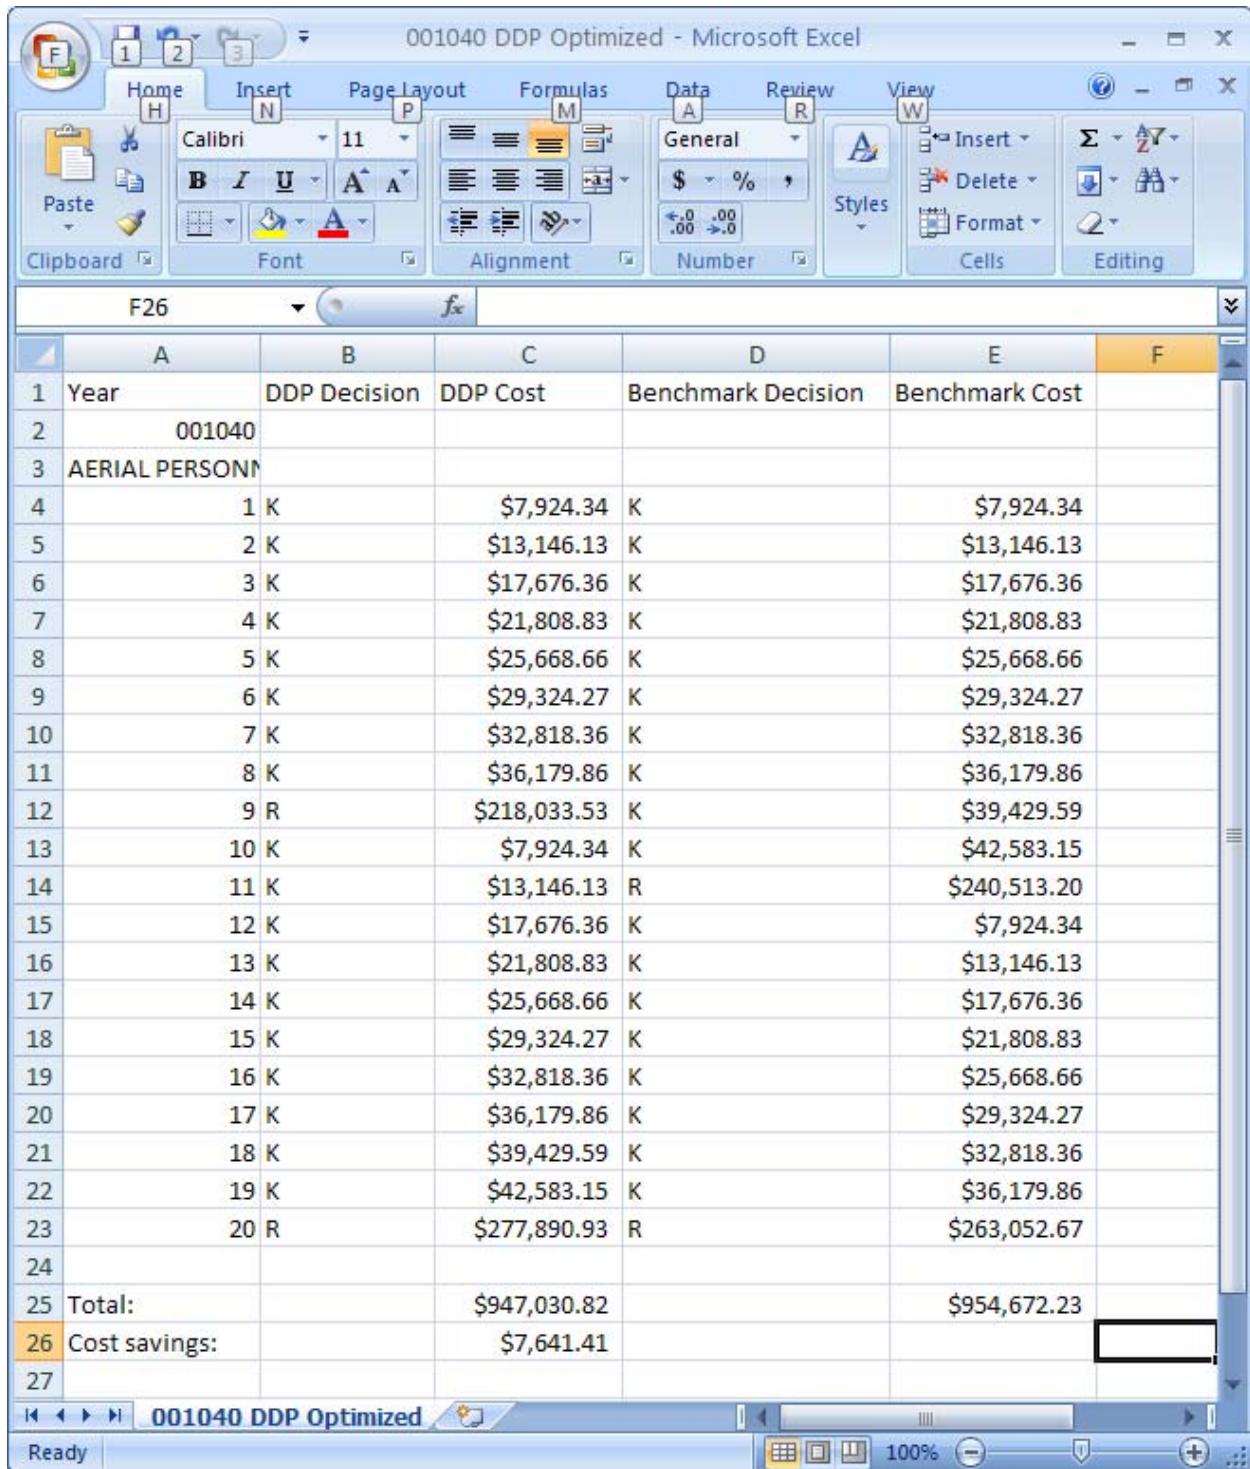 001040 DDP Optimized - Microsoft Excel
F 1 2 3
Home Insert Page Layout Formulas Data Review View
H N P M A R W
Calibri 11 General Insert
Paste B I U A A $ % , Styles Delete
A .0 .00 .00 .0 Format
Clipboard Font Alignment Number Cells Editing
F26 fx
A B C D E F
1 Year DDP Decision DDP Cost Benchmark Decision Benchmark Cost
2 001040
3 AERIAL PERSONN
4 1 K $7,924.34 K $7,924.34
5 2 K $13,146.13 K $13,146.13
6 3 K $17,676.36 K $17,676.36
7 4 K $21,808.83 K $21,808.83
8 5 K $25,668.66 K $25,668.66
9 6 K $29,324.27 K $29,324.27
10 7 K $32,818.36 K $32,818.36
11 8 K $36,179.86 K $36,179.86
12 9 R $218,033.53 K $39,429.59
13 10 K $7,924.34 K $42,583.15
14 11 K $13,146.13 R $240,513.20
15 12 K $17,676.36 K $7,924.34
16 13 K $21,808.83 K $13,146.13
17 14 K $25,668.66 K $17,676.36
18 15 K $29,324.27 K $21,808.83
19 16 K $32,818.36 K $25,668.66
20 17 K $36,179.86 K $29,324.27
21 18 K $39,429.59 K $32,818.36
22 19 K $42,583.15 K $36,179.86
23 20 R $277,890.93 R $263,052.67
24
25 Total: $947,030.82 $954,672.23
26 Cost savings: $7,641.41
27
001040 DDP Optimized
Ready 100%